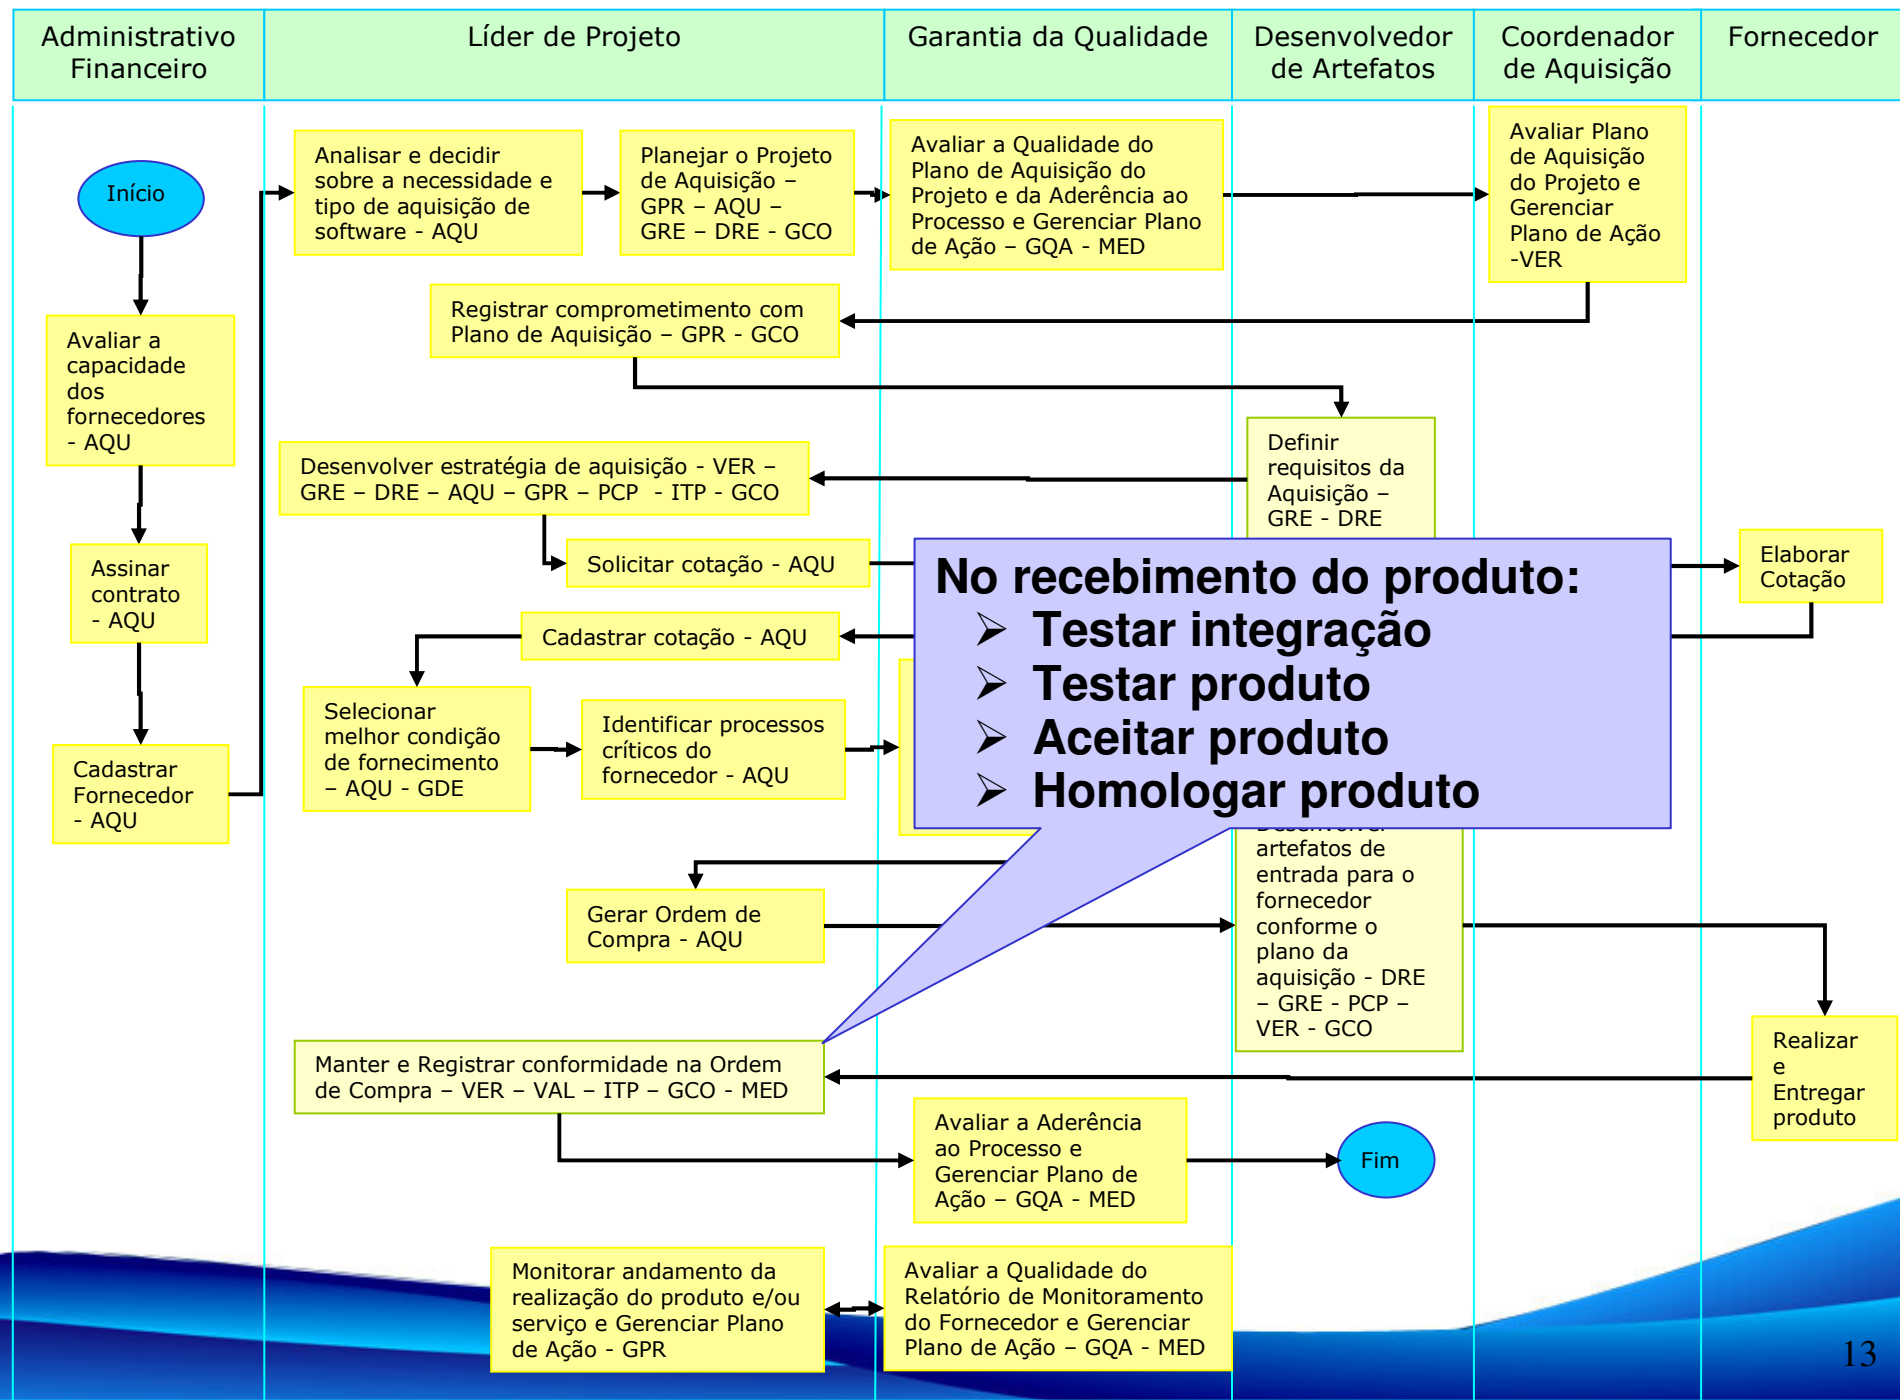 Administrativo
Financeiro
Líder de Projeto
Garantia da Qualidade
Desenvolvedor
de Artefatos
Coordenador
de Aquisição
Fornecedor
Início
Analisar e decidir
sobre a necessidade e
tipo de aquisição de
software - AQU
Planejar o Projeto
de Aquisição –
GPR – AQU –
GRE – DRE - GCO
Avaliar a Qualidade do
Plano de Aquisição do
Projeto e da Aderência ao
Processo e Gerenciar Plano
de Ação – GQA - MED
Avaliar Plano
de Aquisição
do Projeto e
Gerenciar
Plano de Ação
-VER
Registrar comprometimento com
Plano de Aquisição – GPR - GCO
Avaliar a
capacidade
dos
fornecedores
- AQU
Definir
requisitos da
Aquisição –
GRE - DRE
Desenvolver estratégia de aquisição - VER –
GRE – DRE – AQU – GPR – PCP  - ITP - GCO
Assinar
contrato
- AQU
Solicitar cotação - AQU
Elaborar
Cotação
No recebimento do produto:
➢ Testar integração
➢ Testar produto
➢ Aceitar produto
➢ Homologar produto
Cadastrar cotação - AQU
Selecionar
melhor condição
de fornecimento
– AQU - GDE
Identificar processos
críticos do
fornecedor - AQU
Cadastrar
Fornecedor
- AQU
Desenvolver
artefatos de
entrada para o
fornecedor
conforme o
plano da
aquisição - DRE
– GRE - PCP –
VER - GCO
Gerar Ordem de
Compra - AQU
Realizar
e
Entregar
produto
Manter e Registrar conformidade na Ordem
de Compra – VER – VAL – ITP – GCO - MED
Avaliar a Aderência
ao Processo e
Gerenciar Plano de
Ação – GQA - MED
Fim
Monitorar andamento da
realização do produto e/ou
serviço e Gerenciar Plano
de Ação - GPR
Avaliar a Qualidade do
Relatório de Monitoramento
do Fornecedor e Gerenciar
Plano de Ação – GQA - MED
13